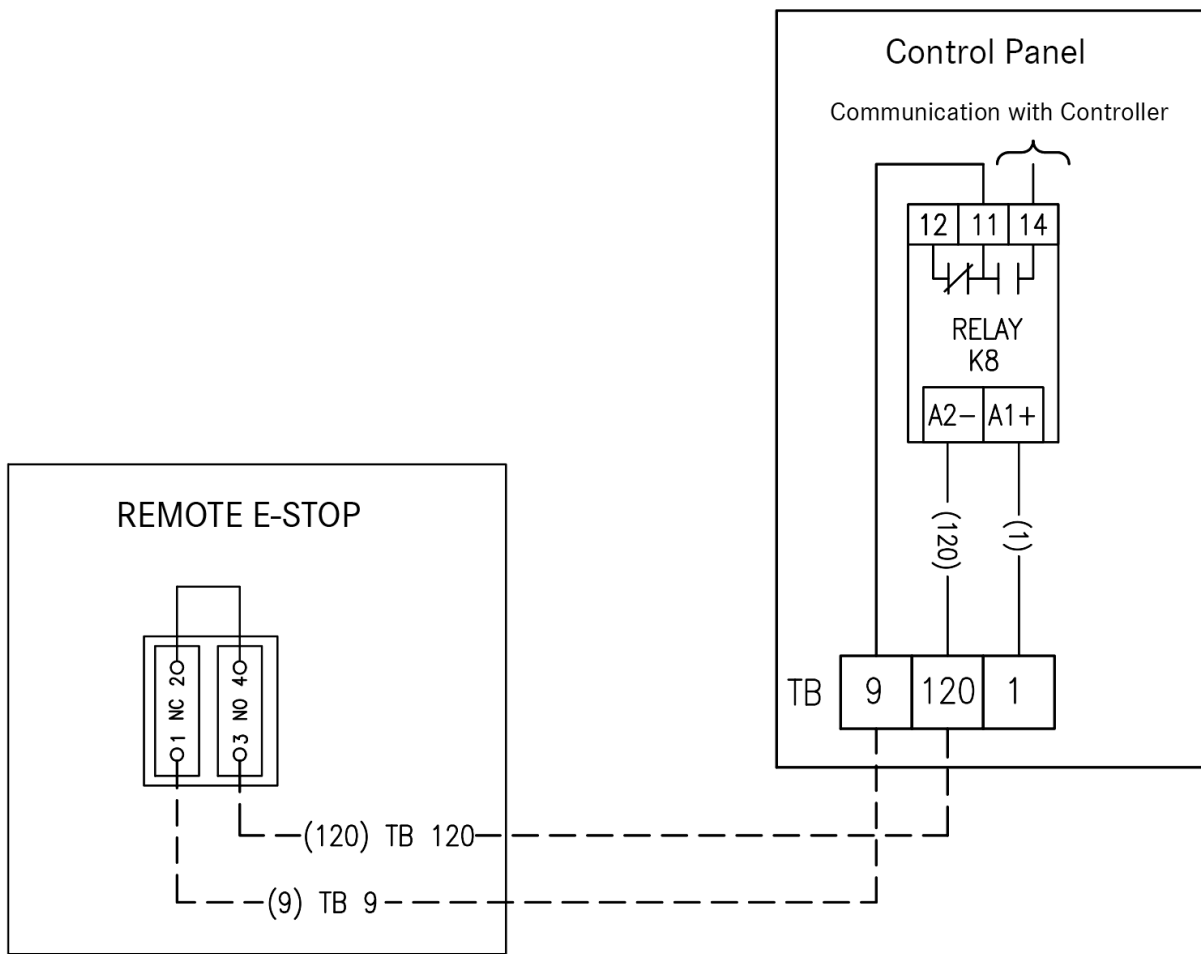 Control Panel
Communication with Controller
12 11 14
RELAY
K8
A2- A1+
(120) (1)
TB 9 120 1
REMOTE E-STOP
1 NC 2
3 NO 4
(120) TB 120
(9) TB 9